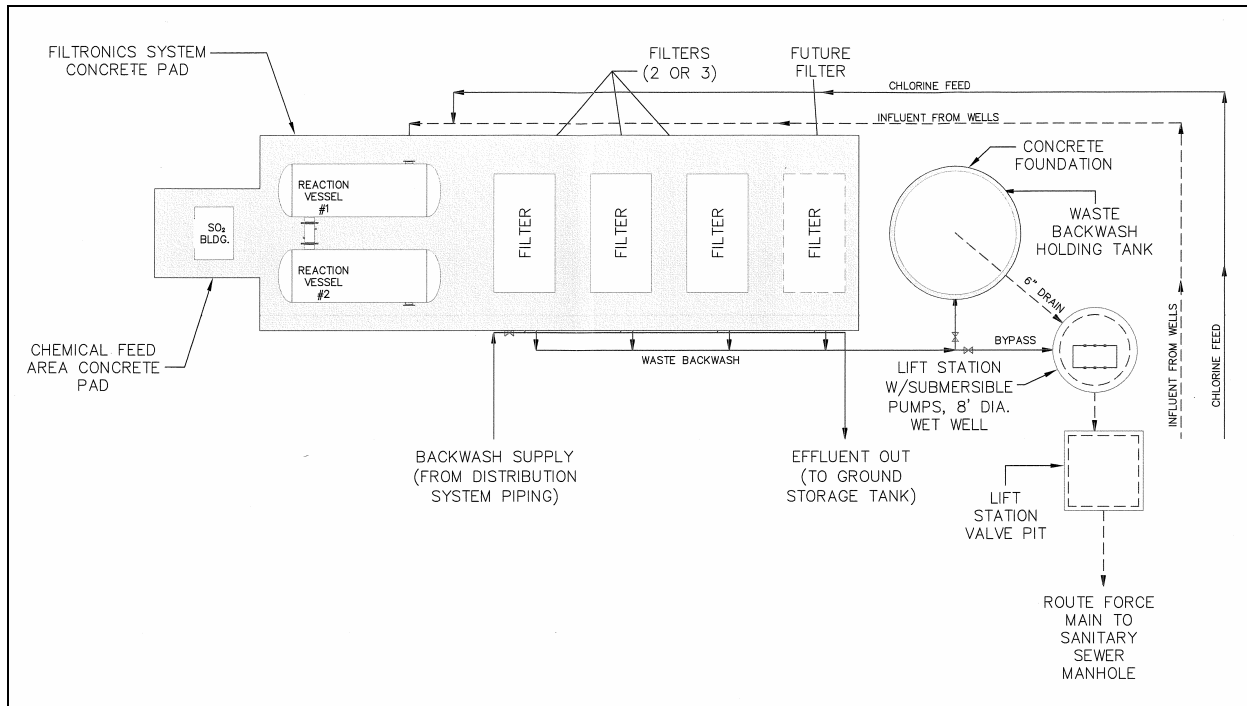 FILTRONICS SYSTEM
CONCRETE PAD
FILTERS
(2 OR 3)
FUTURE
FILTER
CHLORINE FEED
INFLUENT FROM WELLS
CONCRETE
FOUNDATION
REACTION
VESSEL
#1
SO₂
BLDG.
REACTION
VESSEL
#2
FILTER
FILTER
FILTER
FILTER
WASTE
BACKWASH
HOLDING TANK
6" DRAIN
CHEMICAL FEED
AREA CONCRETE
PAD
WASTE BACKWASH
BYPASS
LIFT STATION
W/SUBMERSIBLE
PUMPS, 8' DIA.
WET WELL
INFLUENT FROM WELLS
CHLORINE FEED
BACKWASH SUPPLY
(FROM DISTRIBUTION
SYSTEM PIPING)
EFFLUENT OUT
(TO GROUND
STORAGE TANK)
LIFT
STATION
VALVE PIT
ROUTE FORCE
MAIN TO
SANITARY
SEWER
MANHOLE